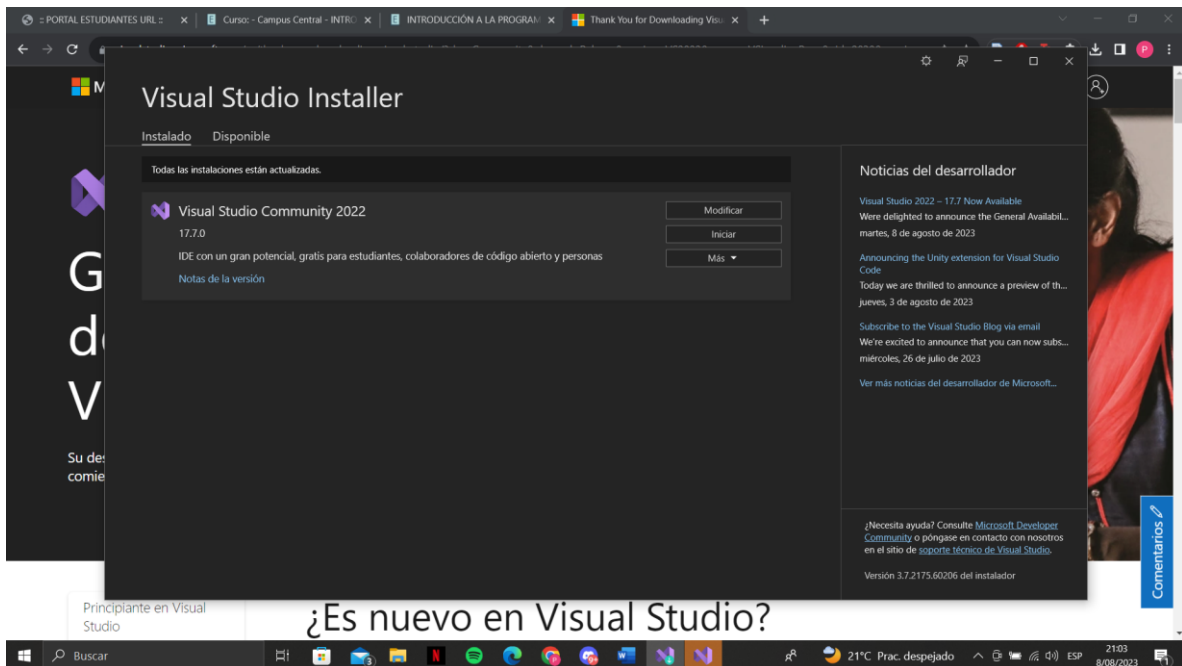 :: PORTAL ESTUDIANTES URL ::
Curso: - Campus Central - INTRO
INTRODUCCIÓN A LA PROGRAM
Thank You for Downloading Visu
M
Visual Studio Installer
Instalado Disponible
Todas las instalaciones están actualizadas.
Visual Studio Community 2022
17.7.0
IDE con un gran potencial, gratis para estudiantes, colaboradores de código abierto y personas
Notas de la versión
Modificar
Iniciar
Más
Noticias del desarrollador
Visual Studio 2022 – 17.7 Now Available
Were delighted to announce the General Availabil...
martes, 8 de agosto de 2023
Announcing the Unity extension for Visual Studio
Code
Today we are thrilled to announce a preview of th...
jueves, 3 de agosto de 2023
Subscribe to the Visual Studio Blog via email
We're excited to announce that you can now subs...
miércoles, 26 de julio de 2023
Ver más noticias del desarrollador de Microsoft...
¿Necesita ayuda? Consulte Microsoft Developer
Community o póngase en contacto con nosotros
en el sitio de soporte técnico de Visual Studio.
Versión 3.7.2175.60206 del instalador
G
de
V
Su des
comie
Comentarios
Principiante en Visual
Studio
¿Es nuevo en Visual Studio?
Buscar
21°C Prac. despejado
ESP
21:03
8/08/2023